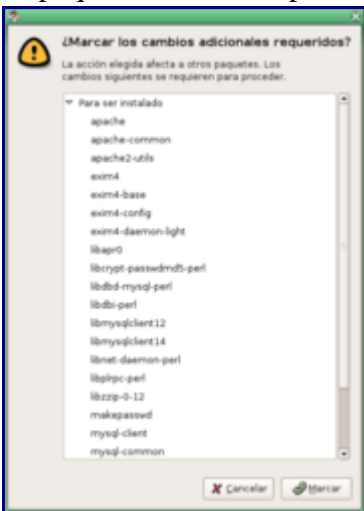 ¿Marcar los cambios adicionales requeridos?
La acción elegida afecta a otros paquetes. Los
cambios siguientes se requieren para proceder.
Para ser instalado
apache
apache-common
apache2-utils
exim4
exim4-base
exim4-config
exim4-daemon-light
libapr0
libcrypt-passwdmd5-perl
libdbd-mysql-perl
libdbi-perl
libmysqlclient12
libmysqlclient14
libnet-daemon-perl
libplrpc-perl
libzzip-0-12
makepasswd
mysql-client
mysql-common
Cancelar
Marcar